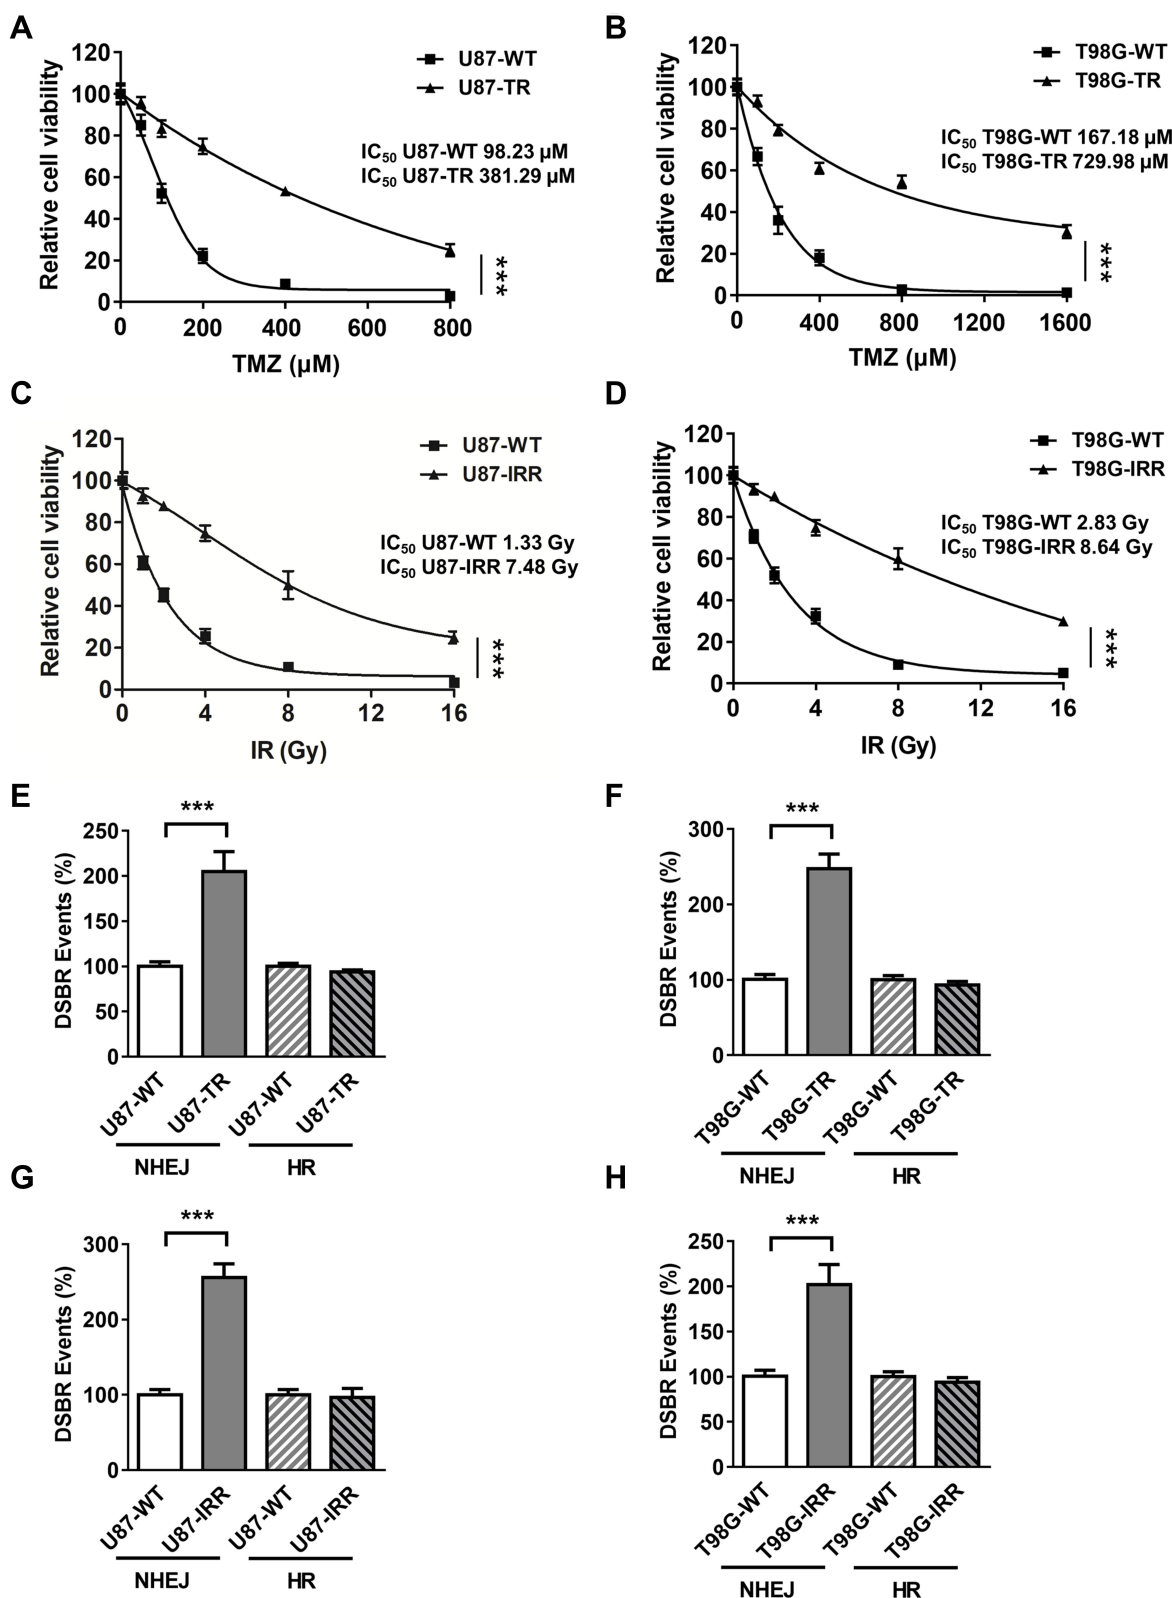 A
Relative cell viability
120
100
80
60
40
20
0
0 200 400 600 800
TMZ (µM)
U87-WT
U87-TR
IC50 U87-WT 98.23 µM
IC50 U87-TR 381.29 µM
***
B
Relative cell viability
120
100
80
60
40
20
0
0 400 800 1200 1600
TMZ (µM)
T98G-WT
T98G-TR
IC50 T98G-WT 167.18 µM
IC50 T98G-TR 729.98 µM
***
C
Relative cell viability
120
100
80
60
40
20
0
0 4 8 12 16
IR (Gy)
U87-WT
U87-IRR
IC50 U87-WT 1.33 Gy
IC50 U87-IRR 7.48 Gy
***
D
Relative cell viability
120
100
80
60
40
20
0
0 4 8 12 16
IR (Gy)
T98G-WT
T98G-IRR
IC50 T98G-WT 2.83 Gy
IC50 T98G-IRR 8.64 Gy
***
E
DSBR Events (%)
250
200
150
100
50
0
***
U87-WT
U87-TR
U87-WT
U87-TR
NHEJ HR
F
DSBR Events (%)
300
200
100
0
***
T98G-WT
T98G-TR
T98G-WT
T98G-TR
NHEJ HR
G
DSBR Events (%)
300
200
100
0
***
U87-WT
U87-IRR
U87-WT
U87-IRR
NHEJ HR
H
DSBR Events (%)
250
200
150
100
50
0
***
T98G-WT
T98G-IRR
T98G-WT
T98G-IRR
NHEJ HR